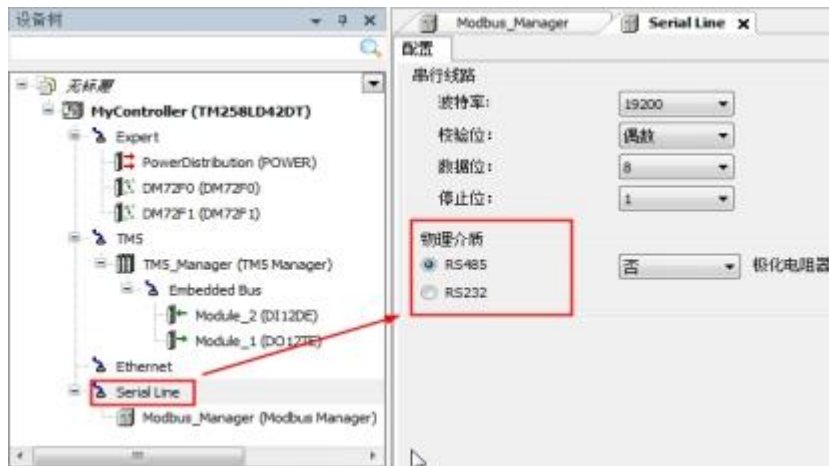 设备树
无标题
MyController (TM258LD42DT)
Expert
PowerDistribution (POWER)
DM72F0 (DM72F0)
DM72F1 (DM72F1)
TM5
TM5_Manager (TM5 Manager)
Embedded Bus
Module_2 (DI12DE)
Module_1 (DO12TE)
Ethernet
Serial Line
Modbus_Manager (Modbus Manager)
Modbus_Manager
Serial Line
配置
串行线路
波特率: 19200
校验位: 偶数
数据位: 8
停止位: 1
物理介质
RS485 否 极化电阻器
RS232